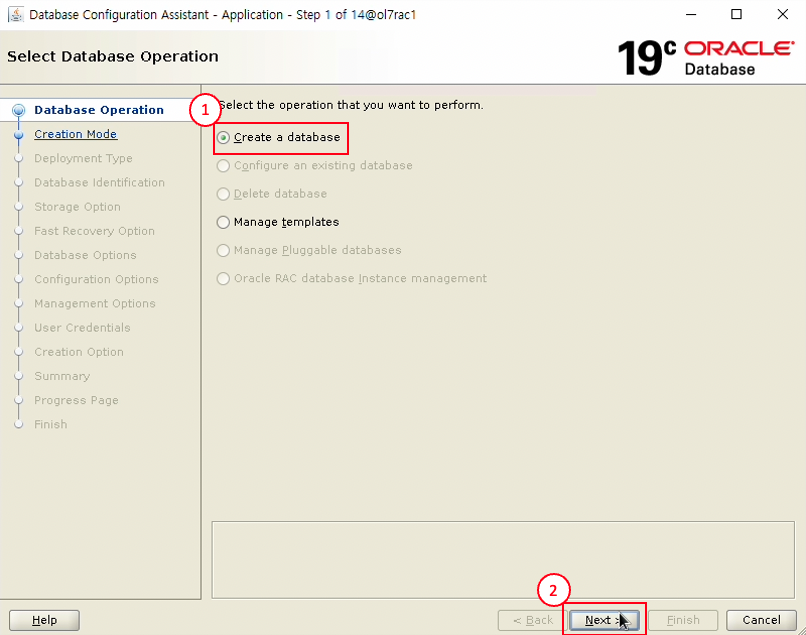 Database Configuration Assistant - Application - Step 1 of 14@ol7rac1
Select Database Operation
19c ORACLE
Database
Database Operation
Creation Mode
Deployment Type
Database Identification
Storage Option
Fast Recovery Option
Database Options
Configuration Options
Management Options
User Credentials
Creation Option
Summary
Progress Page
Finish
1
Select the operation that you want to perform.
Create a database
Configure an existing database
Delete database
Manage templates
Manage Pluggable databases
Oracle RAC database Instance management
2
Help
< Back
Next >
Finish
Cancel